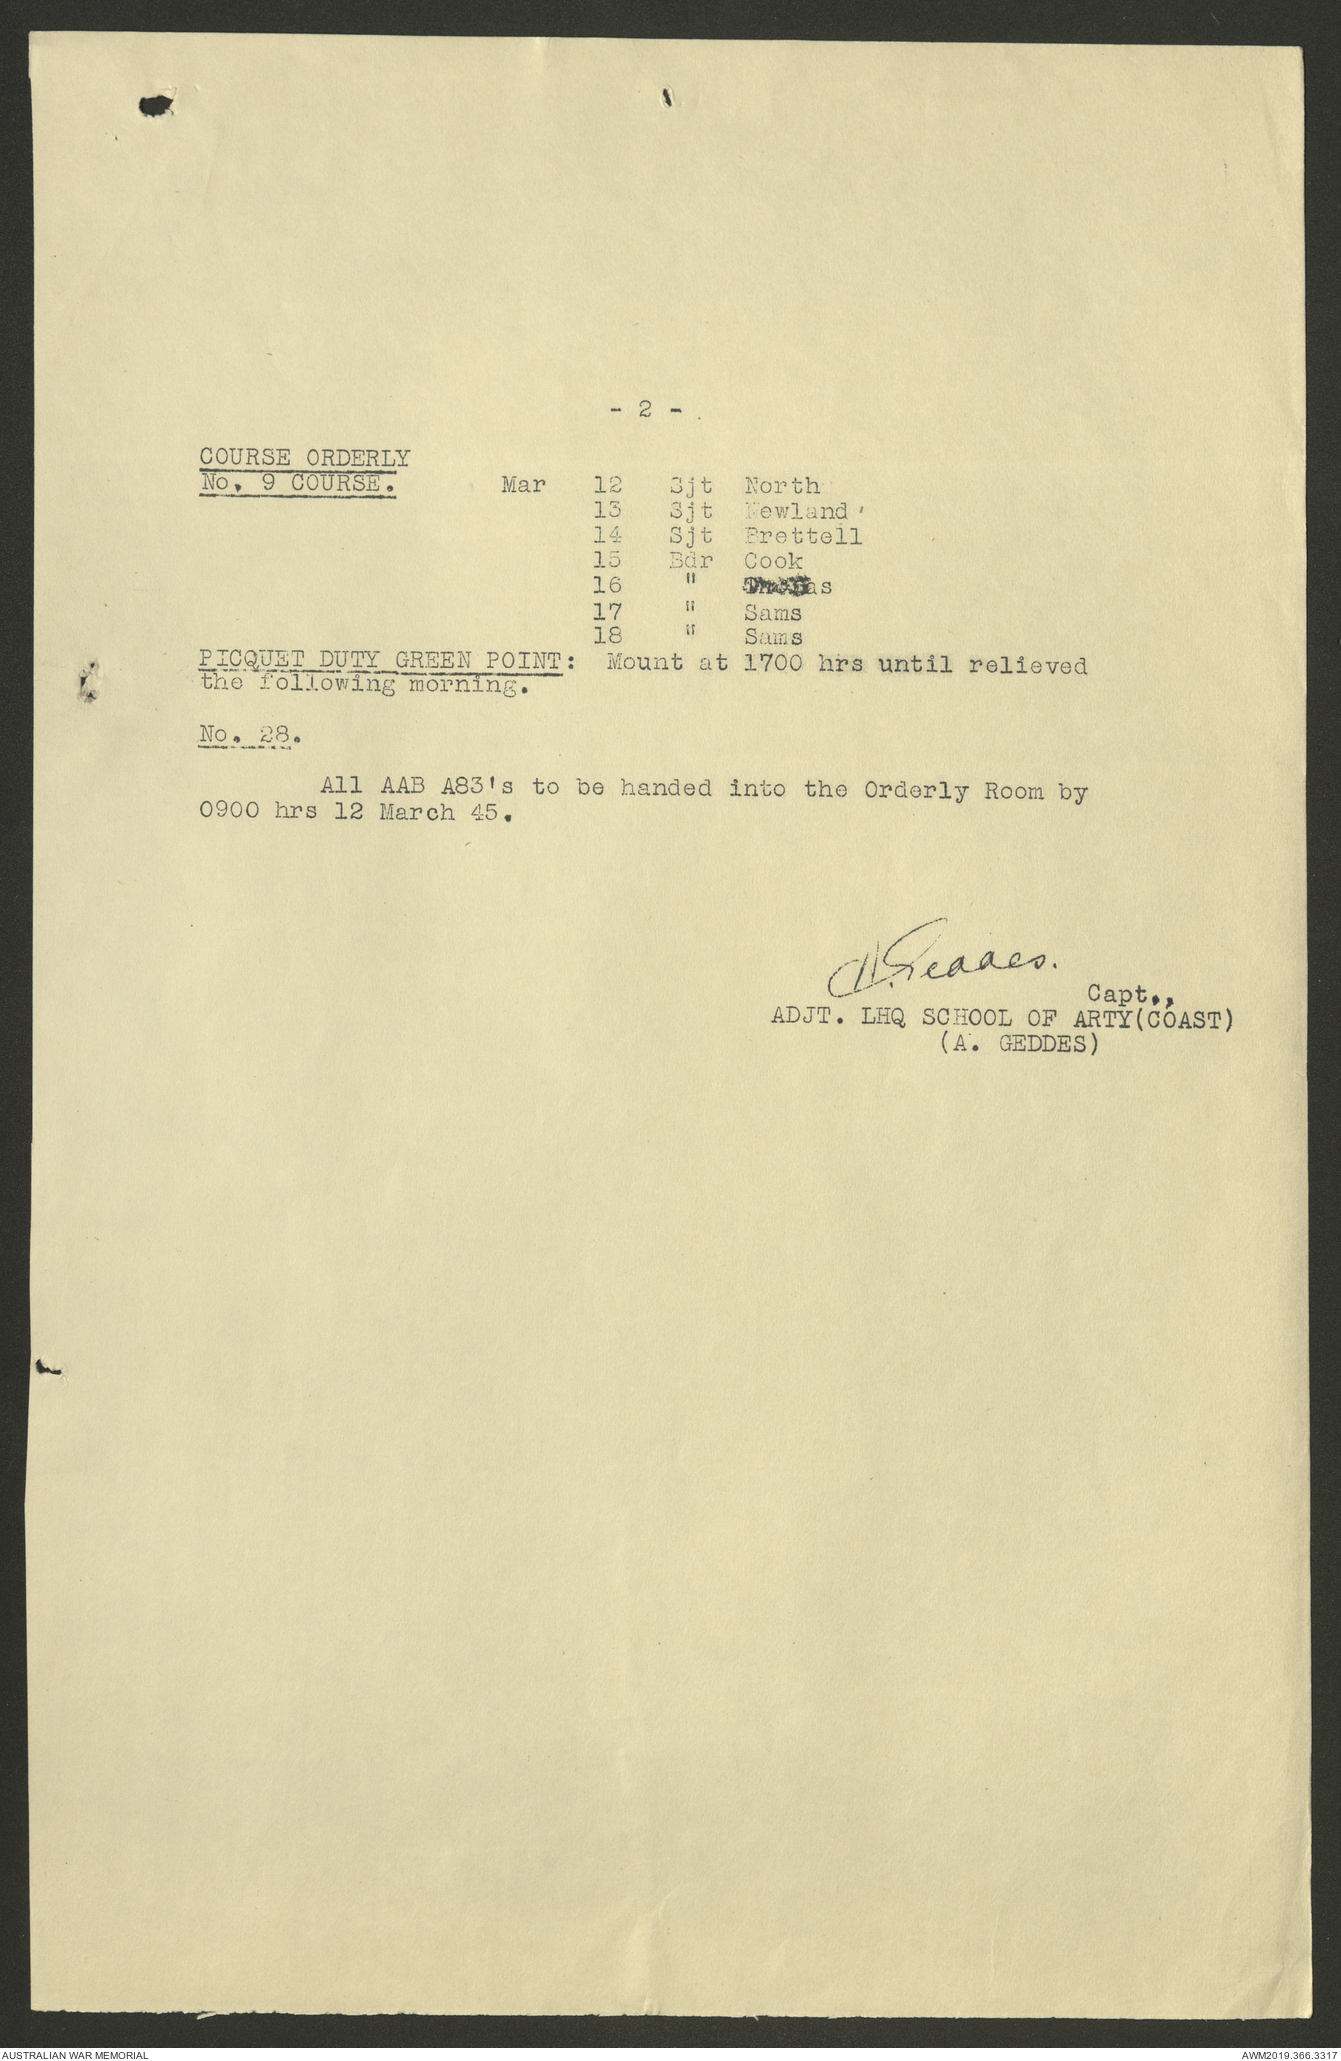 - 2 -
COURSE ORDERLY
No. 9 COURSE. Mar 12 Sjt North
13 Sjt Newland
14 Sjt Bretteil
15 Bdr Cook
16 " Thomas
17 " Sams
18 " Sams
PICQUET DUTY GREEN POINT: Mount at 1700 hrs until relieved
the following morning.
No. 28.
All AAB A83's to be handed into the Orderly Room by
0900 hrs 12 March 45.
A. Geddes.
Capt.,
ADJT. LHQ SCHOOL OF ARTY(COAST)
(A. GEDDES)
AUSTRALIAN WAR MEMORIAL
AWM2019.366.3317